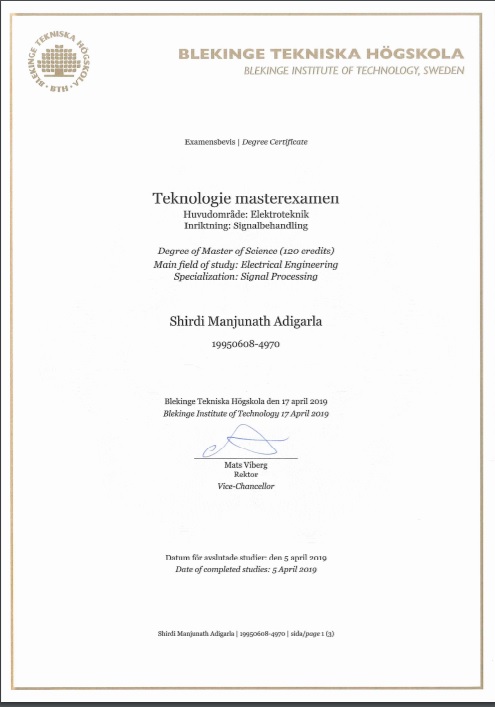 BLEKINGE TEKNISKA HÖGSKOLA · BTH ·
BLEKINGE TEKNISKA HÖGSKOLA
BLEKINGE INSTITUTE OF TECHNOLOGY, SWEDEN
Examensbevis | Degree Certificate
Teknologie masterexamen
Huvudområde: Elektroteknik
Inriktning: Signalbehandling
Degree of Master of Science (120 credits)
Main field of study: Electrical Engineering
Specialization: Signal Processing
Shirdi Manjunath Adigarla
19950608-4970
Blekinge Tekniska Högskola den 17 april 2019
Blekinge Institute of Technology 17 April 2019
Mats Viberg
Rektor
Vice-Chancellor
Datum för avslutade studier: den 5 april 2019
Date of completed studies: 5 April 2019
Shirdi Manjunath Adigarla | 19950608-4970 | sida/page 1 (3)